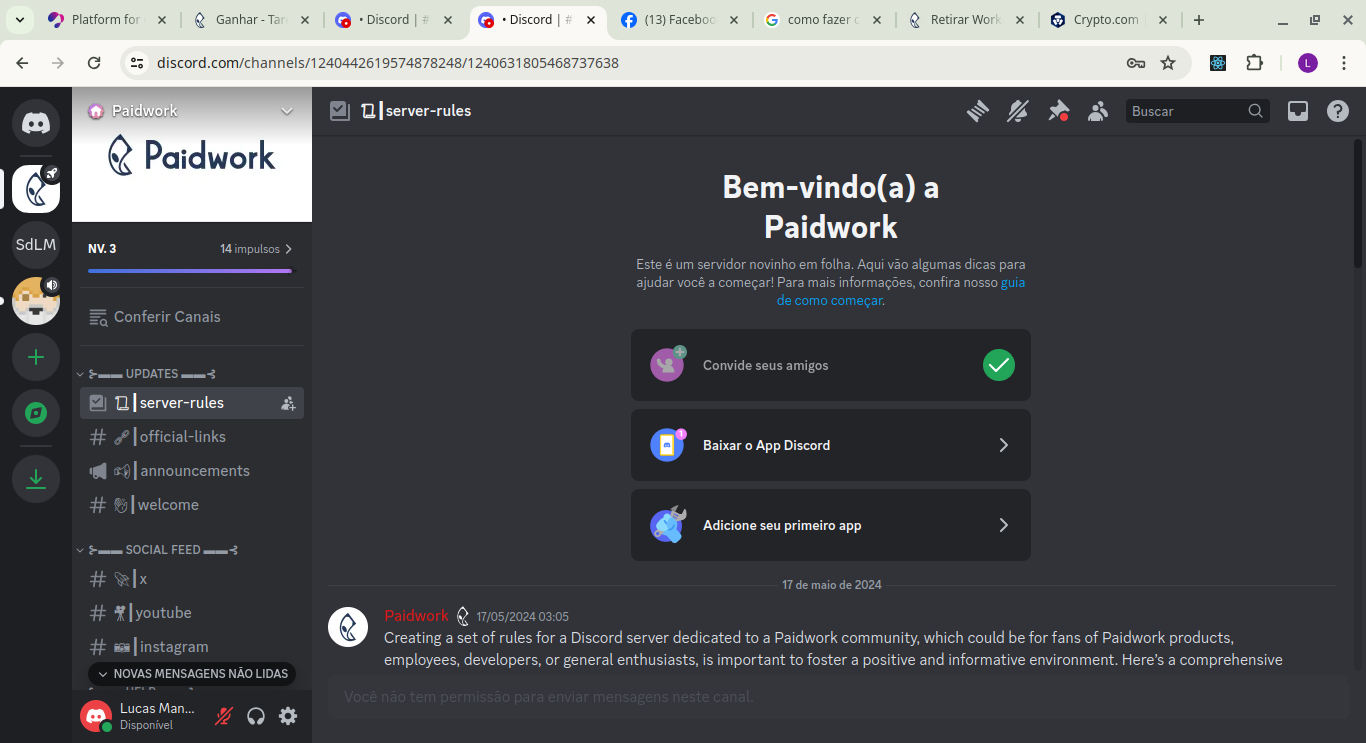 Platform for
Ganhar - Tar
• Discord | #
• Discord | #
(13) Faceboo
como fazer c
Retirar Work
Crypto.com
discord.com/channels/1240442619574878248/1240631805468737638
L
Paidwork
server-rules
Buscar
Paidwork
SdLM
NV. 3
14 impulsos
Conferir Canais
UPDATES
server-rules
official-links
announcements
welcome
SOCIAL FEED
x
youtube
instagram
NOVAS MENSAGENS NÃO LIDAS
Lucas Man...
Disponível
Bem-vindo(a) a
Paidwork
Este é um servidor novinho em folha. Aqui vão algumas dicas para
ajudar você a começar! Para mais informações, confira nosso guia
de como começar.
Convide seus amigos
1
Baixar o App Discord
Adicione seu primeiro app
17 de maio de 2024
Paidwork 17/05/2024 03:05
Creating a set of rules for a Discord server dedicated to a Paidwork community, which could be for fans of Paidwork products,
employees, developers, or general enthusiasts, is important to foster a positive and informative environment. Here's a comprehensive
Você não tem permissão para enviar mensagens neste canal.